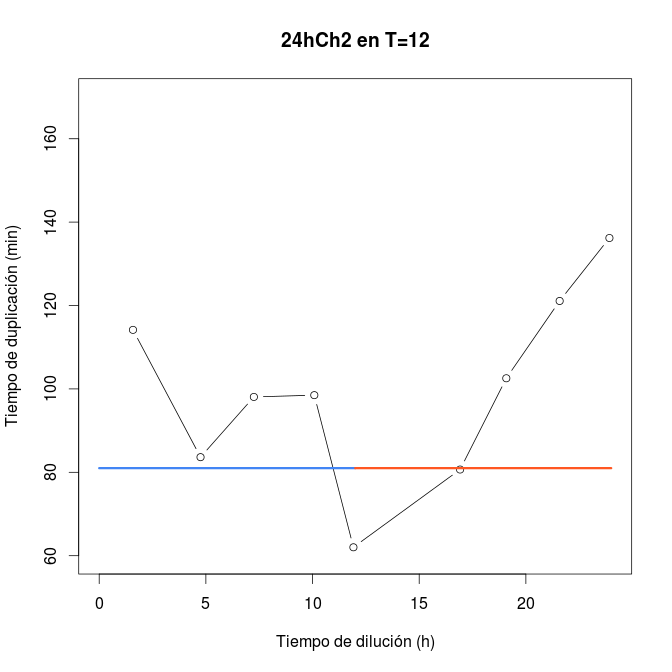 24hCh2 en T=12
Tiempo de duplicación (min)
160
140
120
100
80
60
0 5 10 15 20
Tiempo de dilución (h)